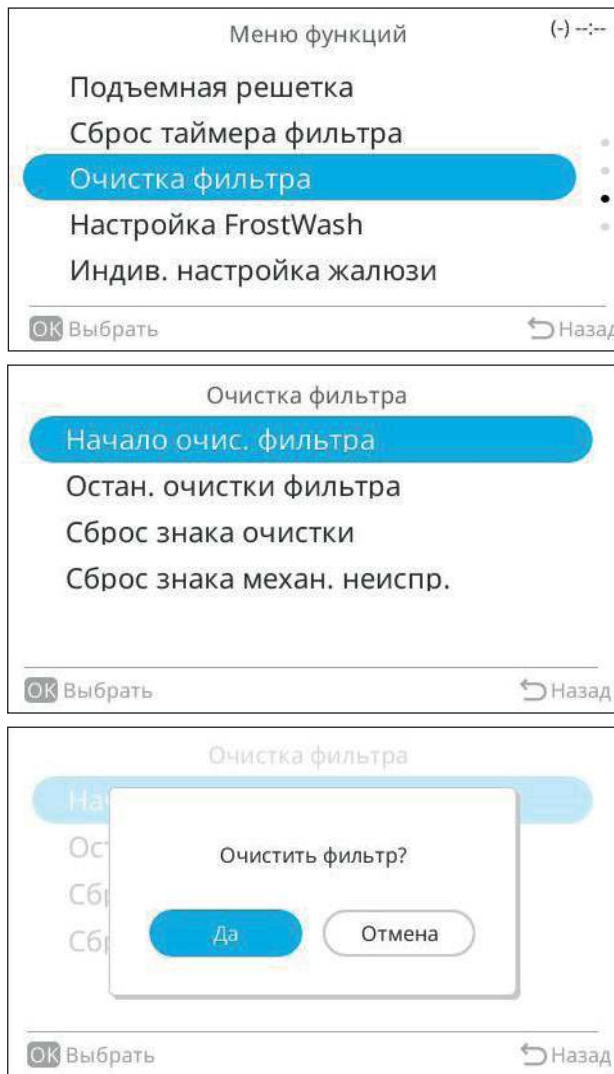 Меню функций (-) --:--
Подъемная решетка
Сброс таймера фильтра
Очистка фильтра
Настройка FrostWash
Индив. настройка жалюзи
OK Выбрать Назад
Очистка фильтра
Начало очис. фильтра
Остан. очистки фильтра
Сброс знака очистки
Сброс знака механ. неиспр.
OK Выбрать Назад
Очистка фильтра
Очистить фильтр?
Да Отмена
OK Выбрать Назад